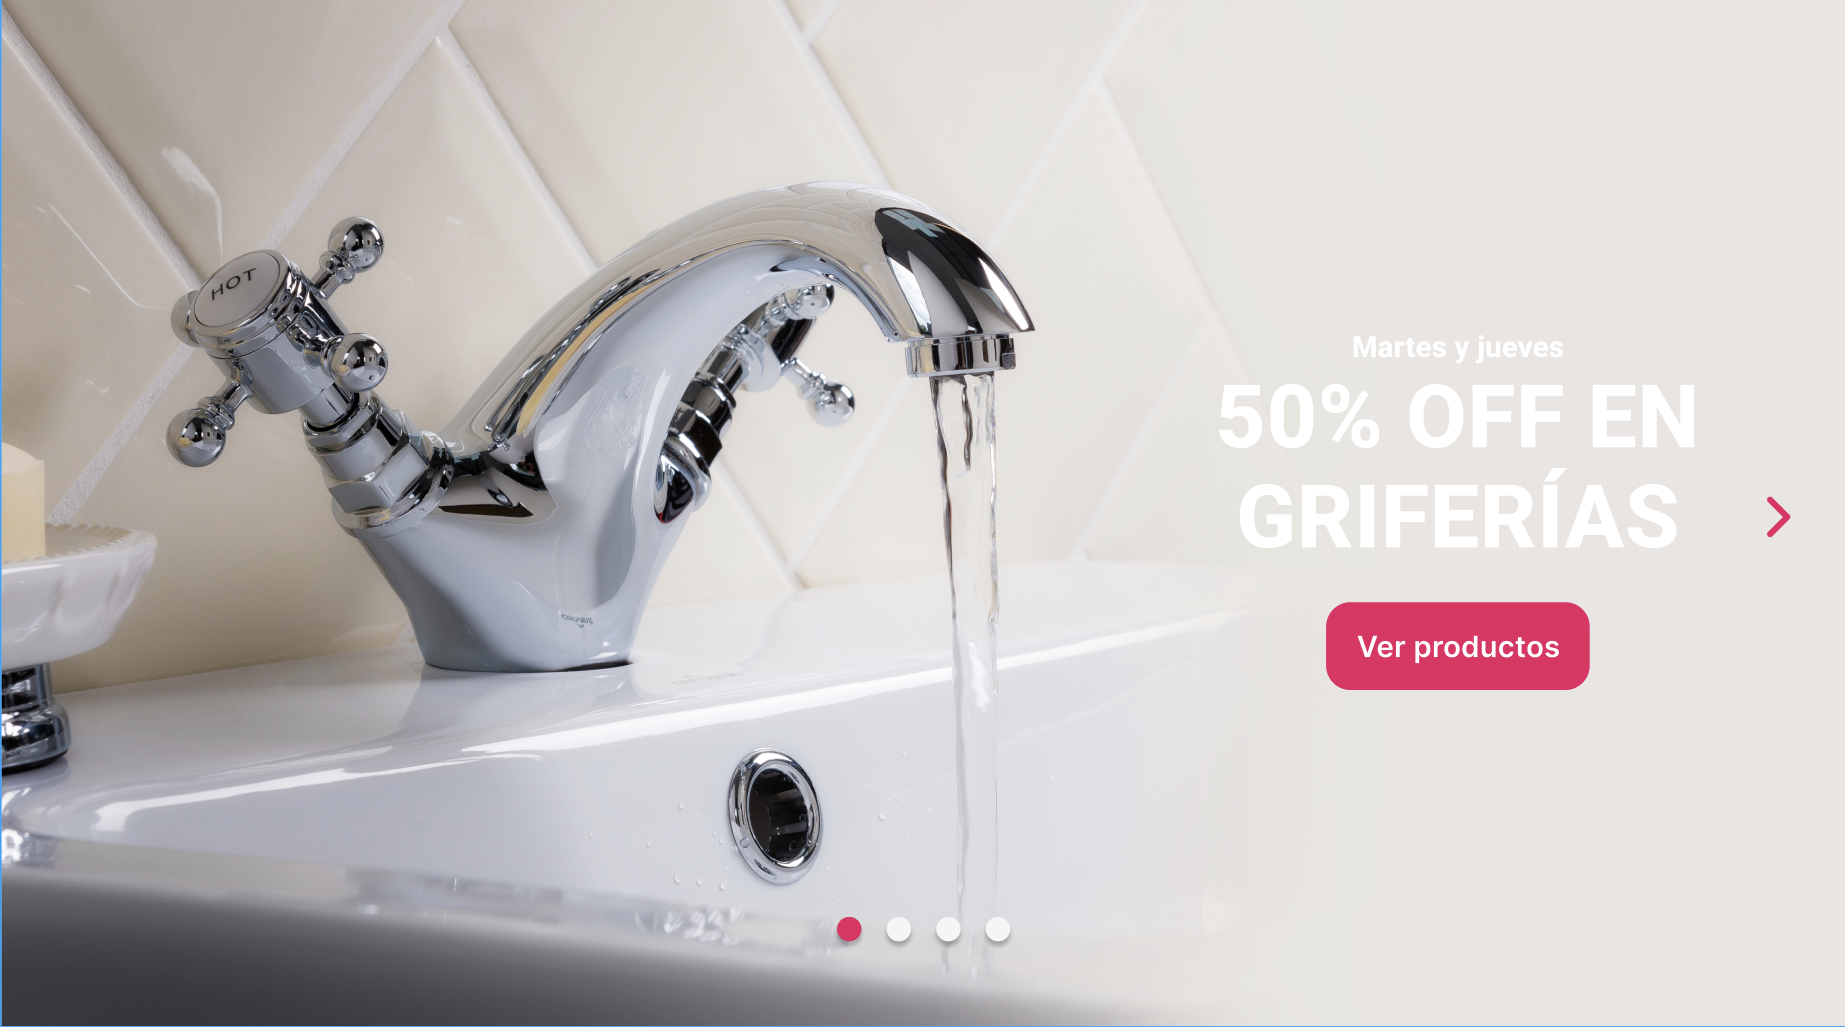 HOT
Martes y jueves
50% OFF EN
GRIFERÍAS
Ver productos